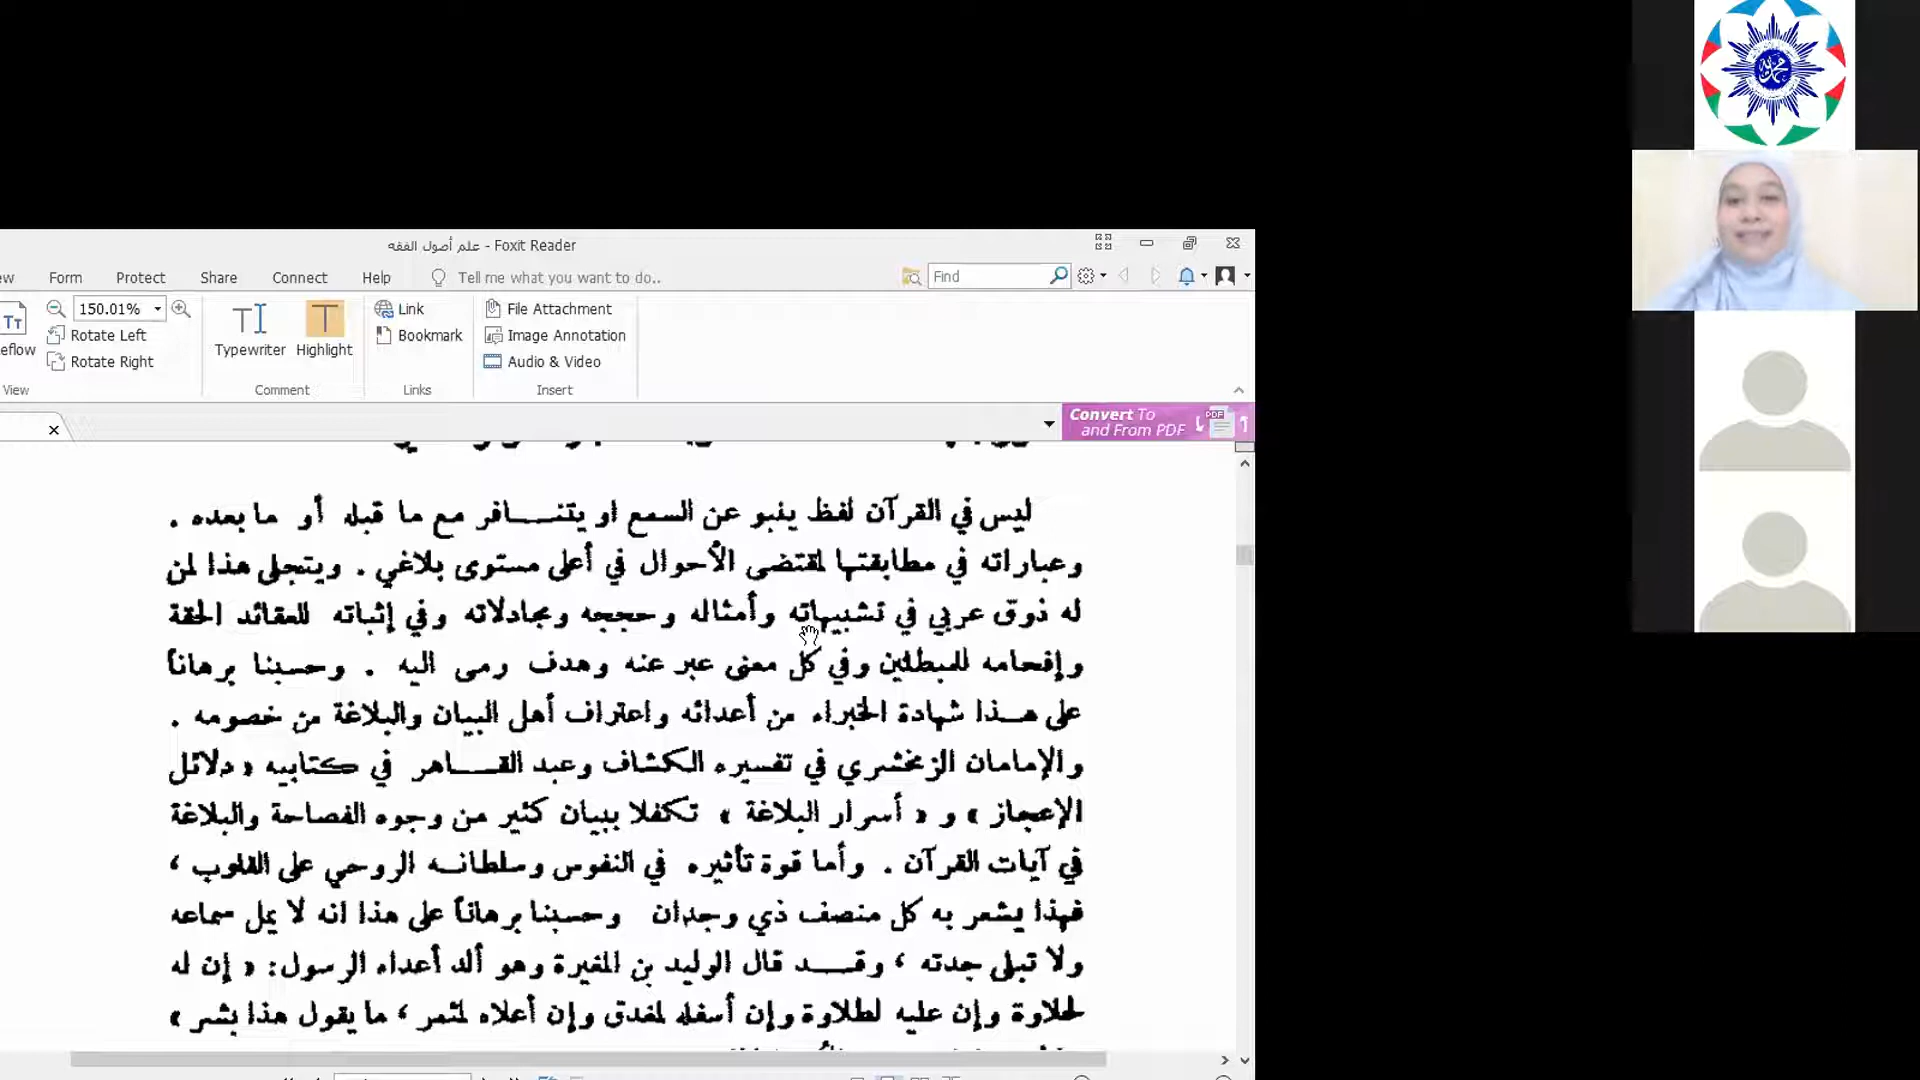 علم أصول الفقه - Foxit Reader
Form Protect Share Connect Help Tell me what you want to do.. Find
150.01%
Rotate Left
Rotate Right
View
Typewriter Highlight
Comment
Link
Bookmark
Links
File Attachment
Image Annotation
Audio & Video
Insert
Convert To
and From PDF
PDF
ليس في القرآن لفظ ينبو عن السمع او يتنـــافر مع ما قبله أو ما بعده .
وعباراته في مطابقتها لمقتضى الأحوال في أعلى مستوى بلاغي . ويتجلى هذا لمن
له ذوق عربي في تشبيهاته وأمثاله وحججه ومجادلاته وفي إثباته للعقائد الحقة
وإفحامه للمبطلين وفي كل معنى عبر عنه وهدف رمى اليه . وحسبنا برهاناً
على هــذا شهادة الخبراء من أعدائه واعتراف أهل البيان والبلاغة من خصومه .
والإمامان الزمخشري في تفسيره الكشاف وعبد القـــاهر في كتابيه « دلائل
الإعجاز » و « أسرار البلاغة » تكفلا ببيان كثير من وجوه الفصاحة والبلاغة
في آيات القرآن . وأما قوة تأثيره في النفوس وسلطانــه الروحي على القلوب ،
فهذا يشعر به كل منصف ذي وجدان وحسبنا برهاناً على هذا انه لا يمل سماعه
ولا تبلى جدته ، وقــد قال الوليد بن المغيرة وهو ألد أعداء الرسول: « إن له
لحلاوة وإن عليه لطلاوة وإن أسفله لمغدق وإن أعلاه لمثمر ، ما يقول هذا بشر »